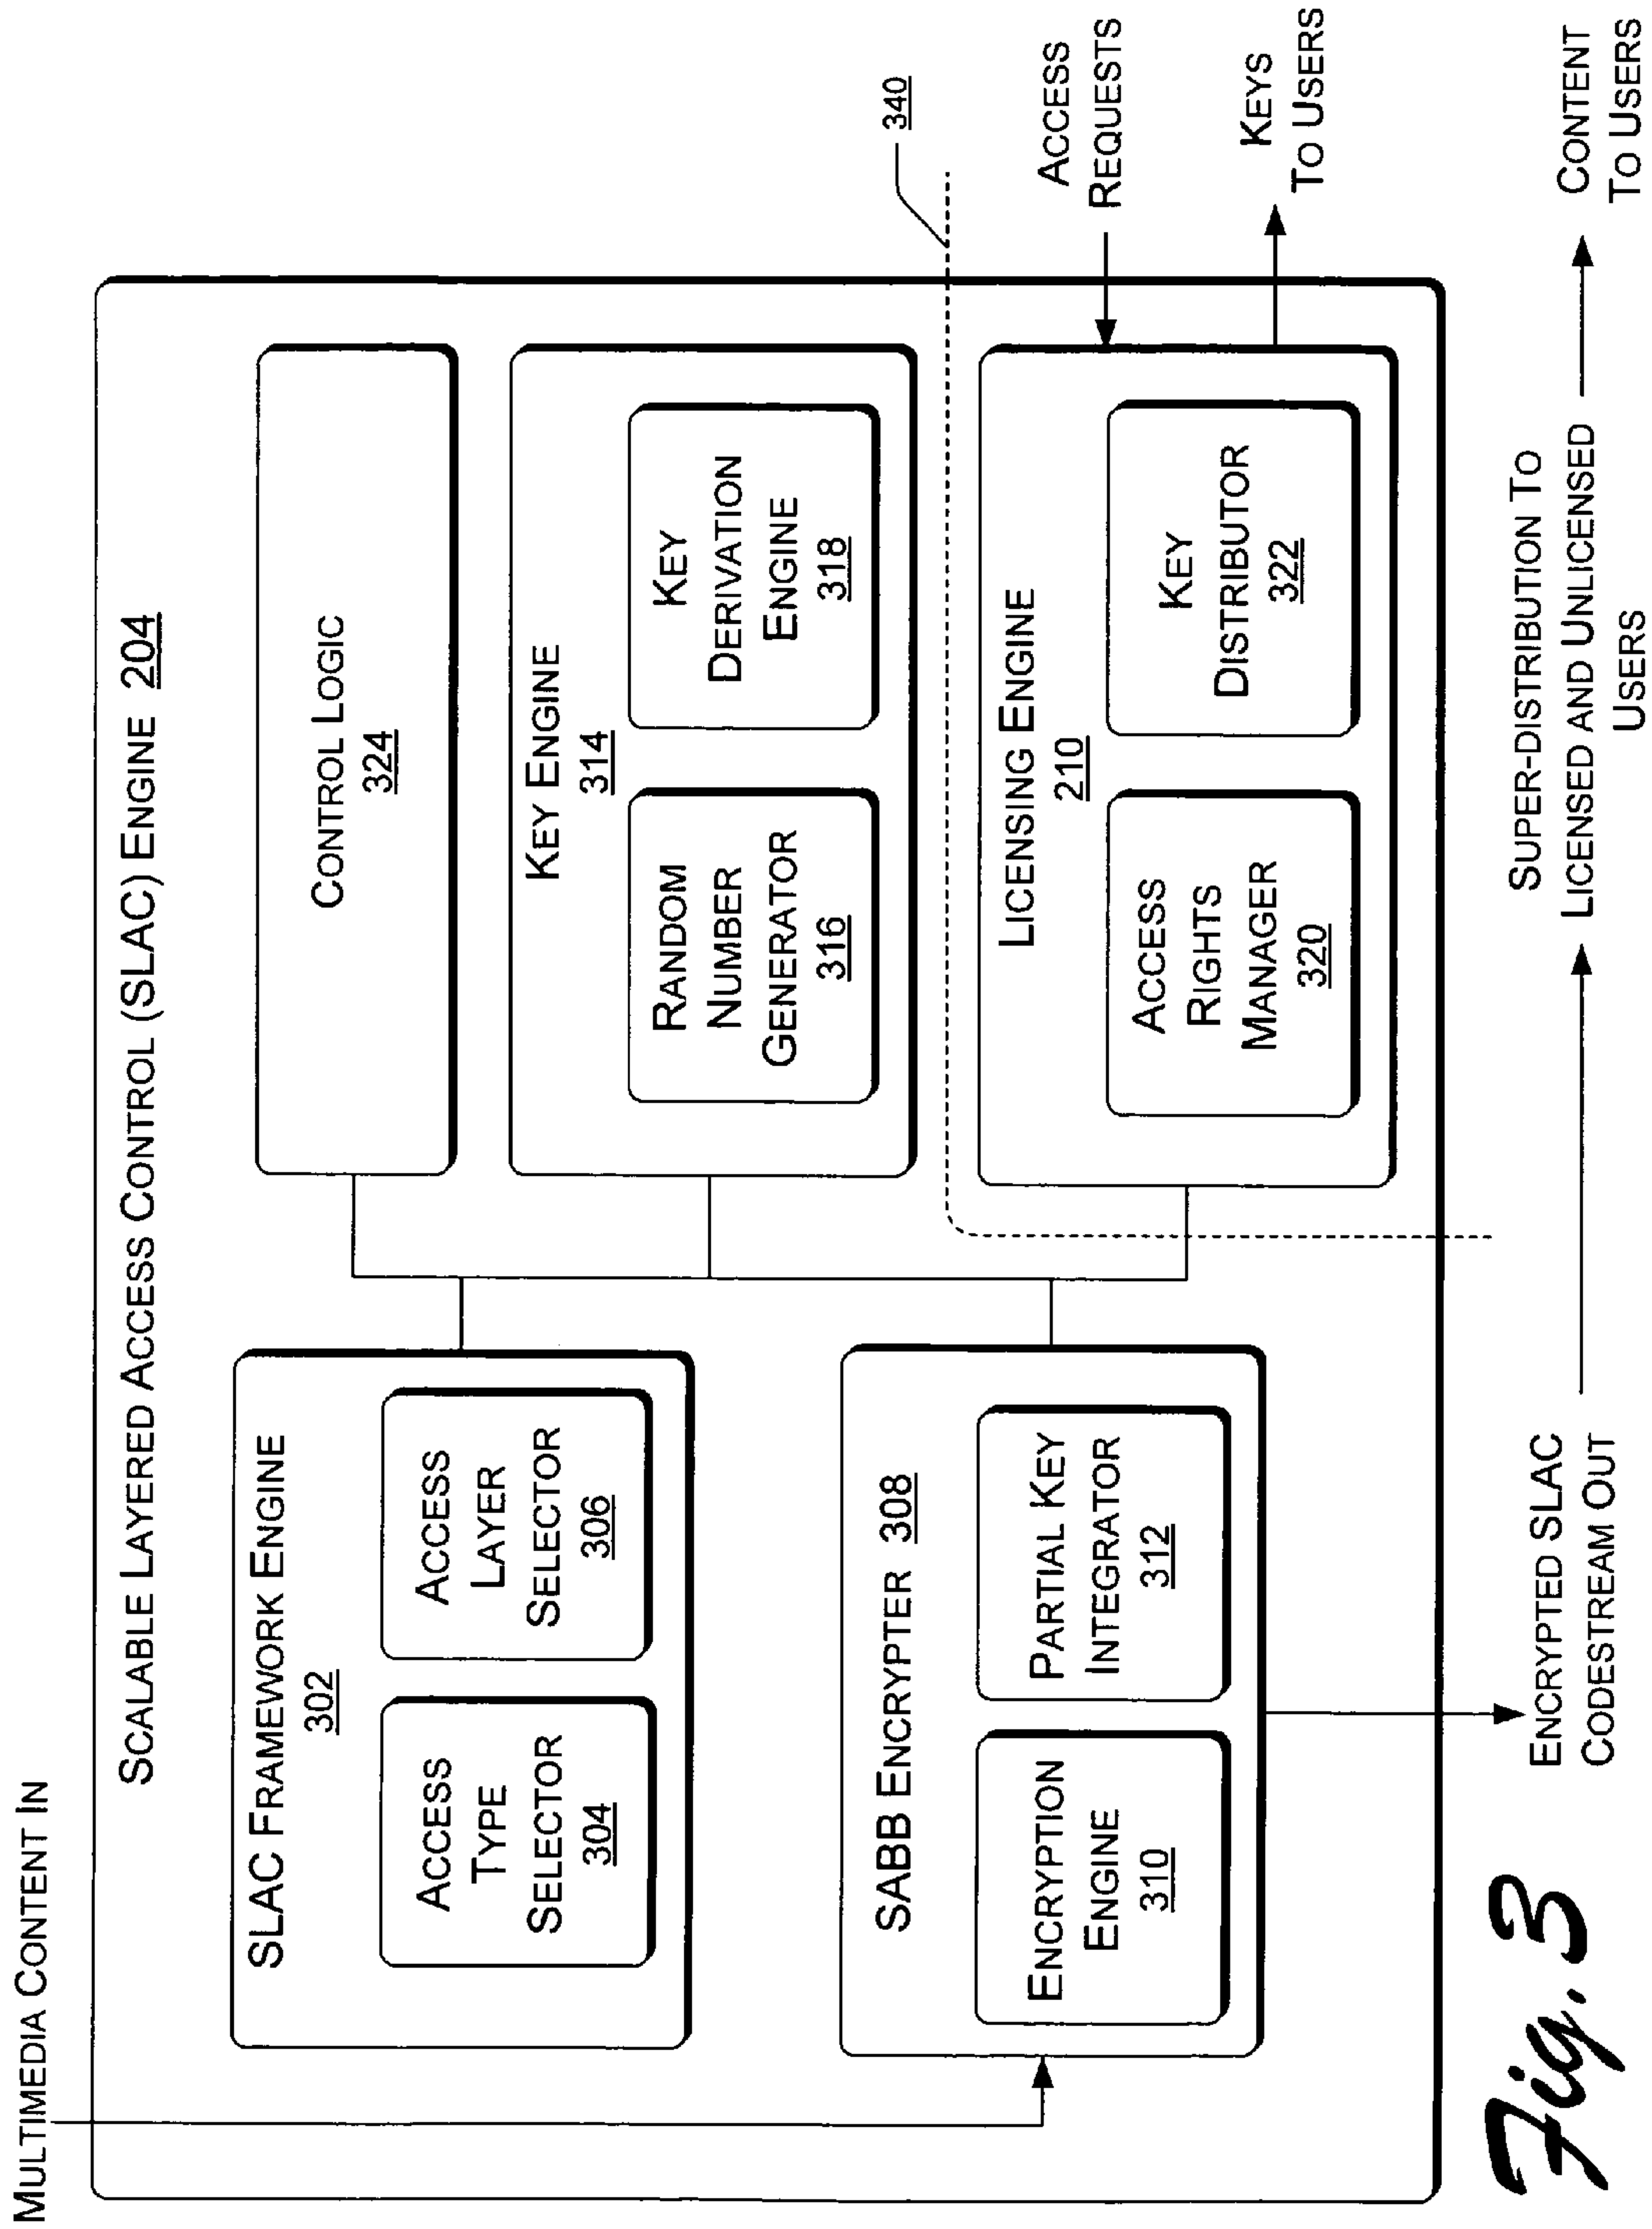 MULTIMEDIA CONTENT IN
SCALABLE LAYERED ACCESS CONTROL (SLAC) ENGINE 204
SLAC FRAMEWORK ENGINE
302
ACCESS
TYPE
SELECTOR
304
ACCESS
LAYER
SELECTOR
306
CONTROL LOGIC
324
KEY ENGINE
314
RANDOM
NUMBER
GENERATOR
316
KEY
DERIVATION
ENGINE
318
340
SABB ENCRYPTER 308
ENCRYPTION
ENGINE
310
PARTIAL KEY
INTEGRATOR
312
LICENSING ENGINE
210
ACCESS
RIGHTS
MANAGER
320
KEY
DISTRIBUTOR
322
ACCESS
REQUESTS
KEYS
TO USERS
ENCRYPTED SLAC
CODESTREAM OUT
SUPER-DISTRIBUTION TO
LICENSED AND UNLICENSED
USERS
CONTENT
TO USERS
Fig. 3